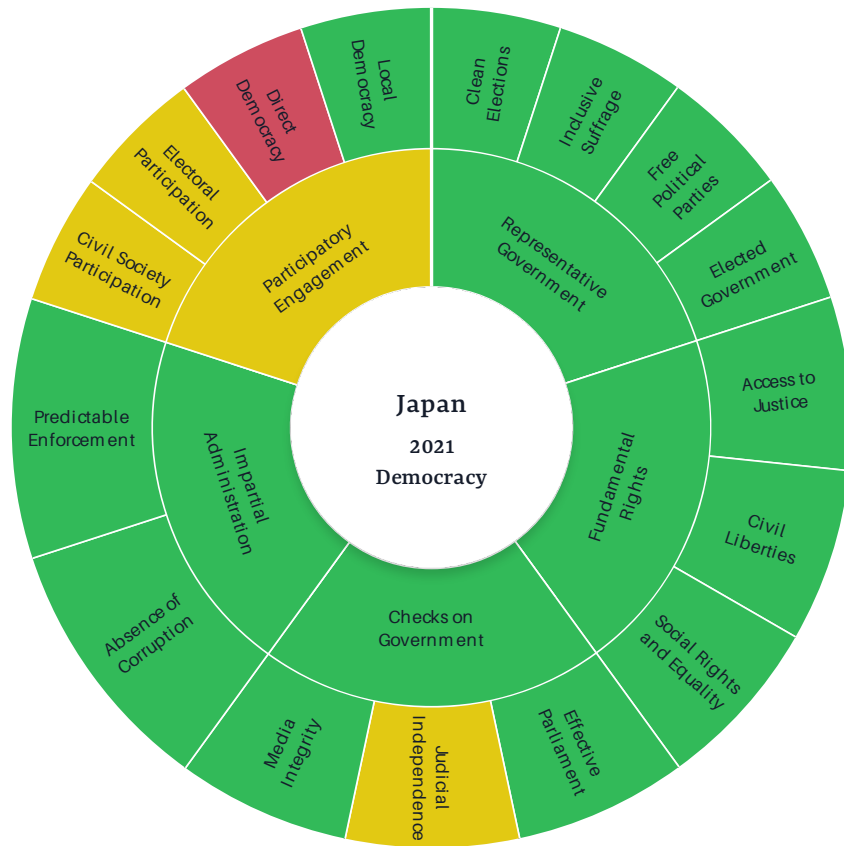 Japan
2021
Democracy
Representative
Government
Fundamental
Rights
Checks on
Government
Impartial
Administration
Participatory
Engagement
Clean
Elections
Inclusive
Suffrage
Free
Political
Parties
Elected
Government
Access to
Justice
Civil
Liberties
Social Rights
and Equality
Effective
Parliament
Judicial
Independence
Media
Integrity
Absence of
Corruption
Predictable
Enforcement
Civil Society
Participation
Electoral
Participation
Direct
Democracy
Local
Democracy